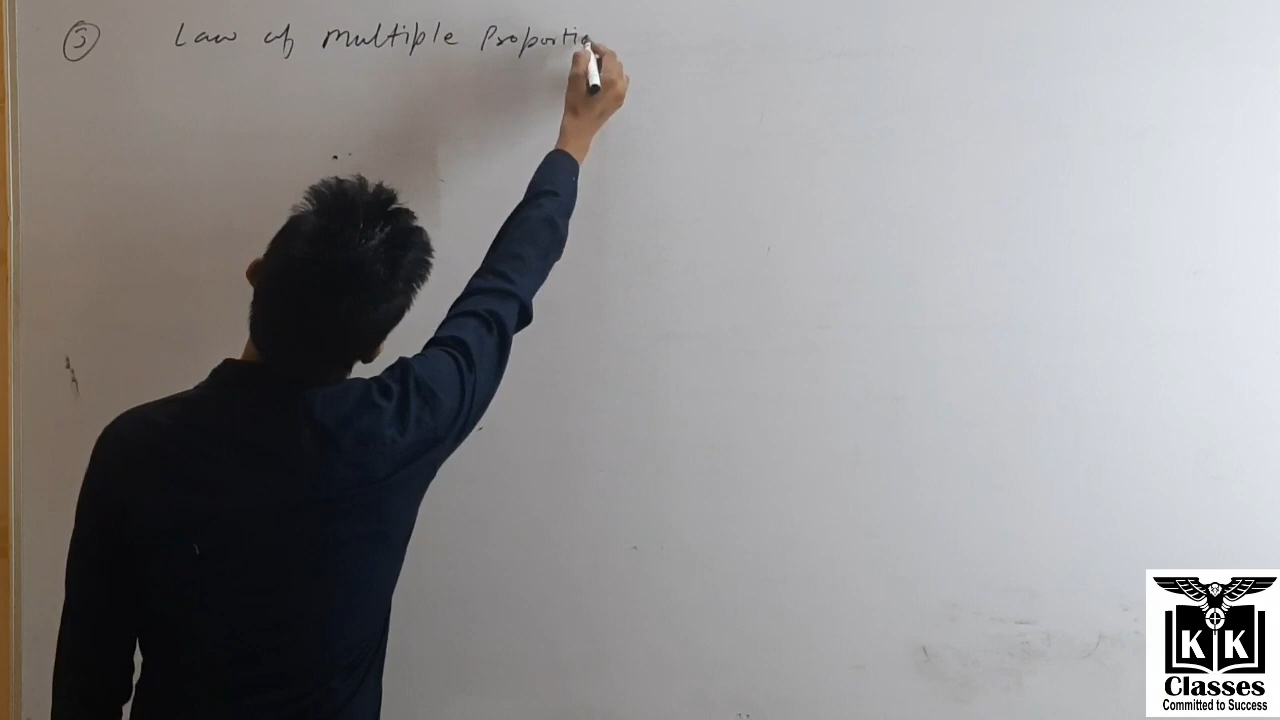 ③ Law of Multiple Proportio
K K
Classes
Committed to Success